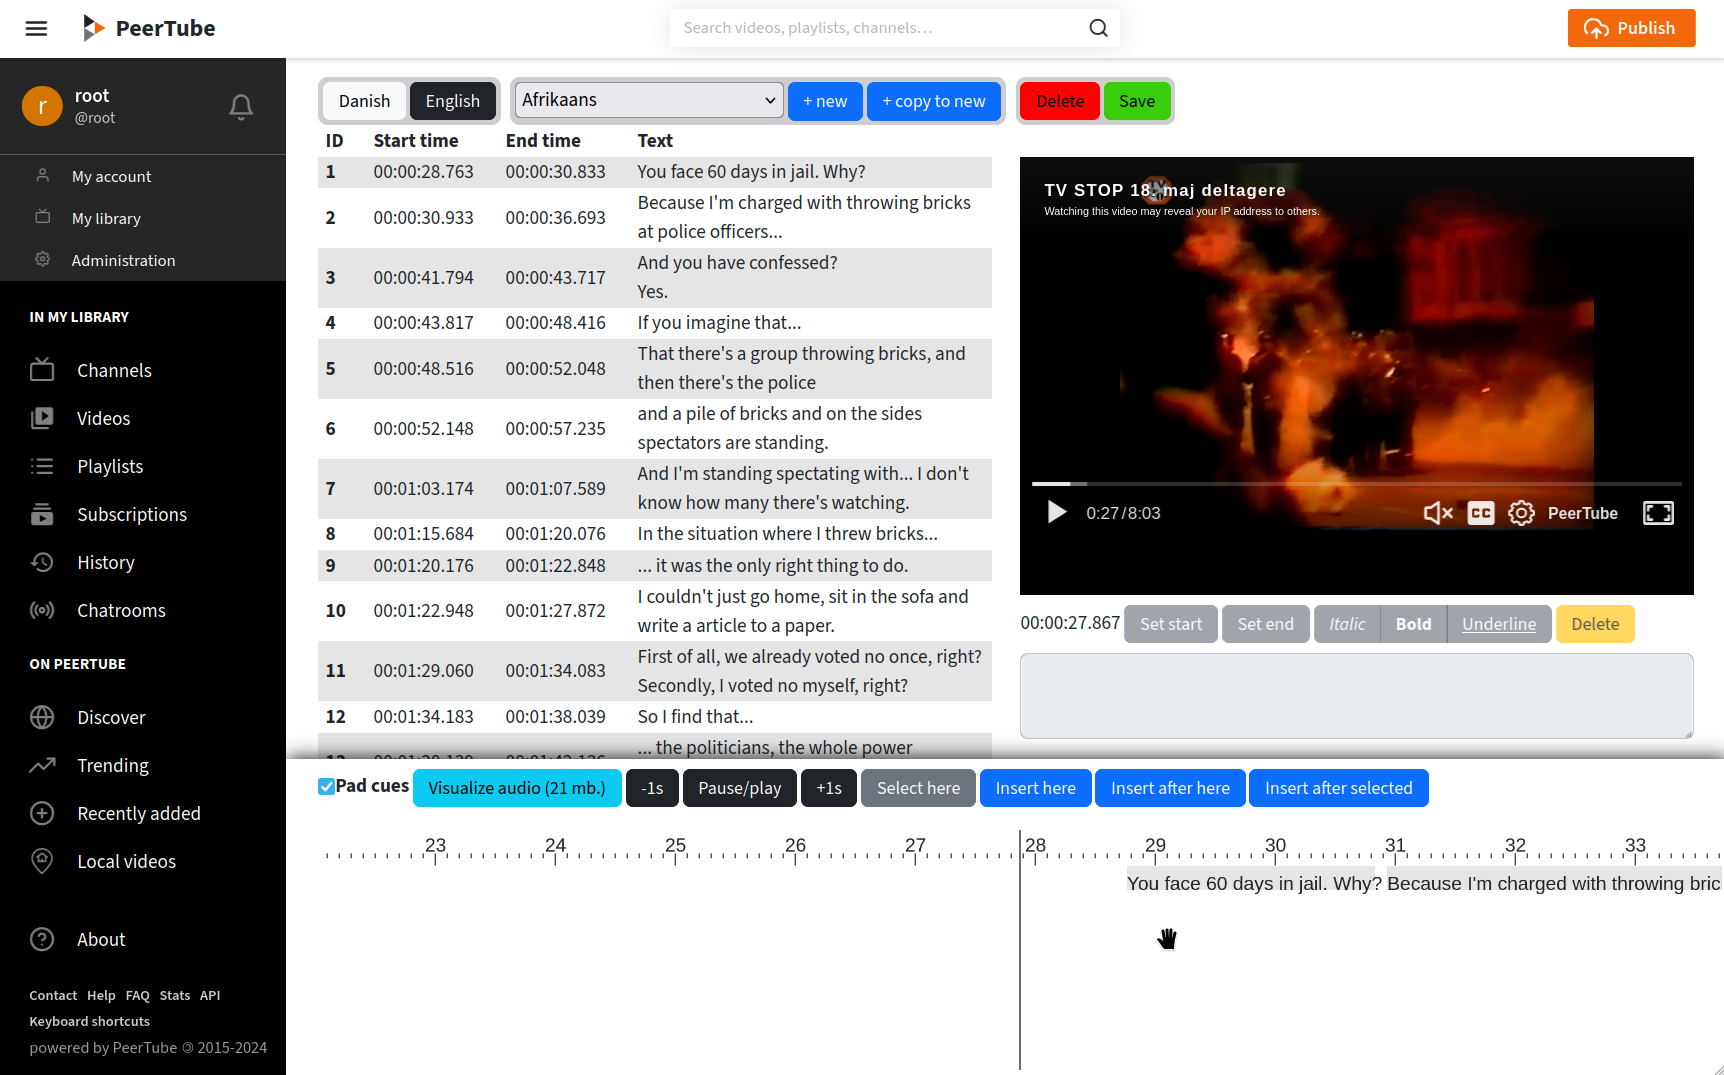 PeerTube
Search videos, playlists, channels…
Publish
r
root
@root
My account
My library
Administration
IN MY LIBRARY
Channels
Videos
Playlists
Subscriptions
History
Chatrooms
ON PEERTUBE
Discover
Trending
Recently added
Local videos
About
Contact Help FAQ Stats API
Keyboard shortcuts
powered by PeerTube 🄯 2015-2024
Danish English Afrikaans + new + copy to new Delete Save
ID Start time End time Text
1 00:00:28.763 00:00:30.833 You face 60 days in jail. Why?
2 00:00:30.933 00:00:36.693 Because I'm charged with throwing bricks
at police officers...
3 00:00:41.794 00:00:43.717 And you have confessed?
Yes.
4 00:00:43.817 00:00:48.416 If you imagine that...
5 00:00:48.516 00:00:52.048 That there's a group throwing bricks, and
then there's the police
6 00:00:52.148 00:00:57.235 and a pile of bricks and on the sides
spectators are standing.
7 00:01:03.174 00:01:07.589 And I'm standing spectating with... I don't
know how many there's watching.
8 00:01:15.684 00:01:20.076 In the situation where I threw bricks...
9 00:01:20.176 00:01:22.848 ... it was the only right thing to do.
10 00:01:22.948 00:01:27.872 I couldn't just go home, sit in the sofa and
write a article to a paper.
11 00:01:29.060 00:01:34.083 First of all, we already voted no once, right?
Secondly, I voted no myself, right?
12 00:01:34.183 00:01:38.039 So I find that...
... the politicians, the whole power
TV STOP 18. maj deltagere
Watching this video may reveal your IP address to others.
0:27/8:03 CC PeerTube
00:00:27.867 Set start Set end Italic Bold Underline Delete
Pad cues Visualize audio (21 mb.) -1s Pause/play +1s Select here Insert here Insert after here Insert after selected
23 24 25 26 27 28 29 30 31 32 33
You face 60 days in jail. Why? Because I'm charged with throwing bric